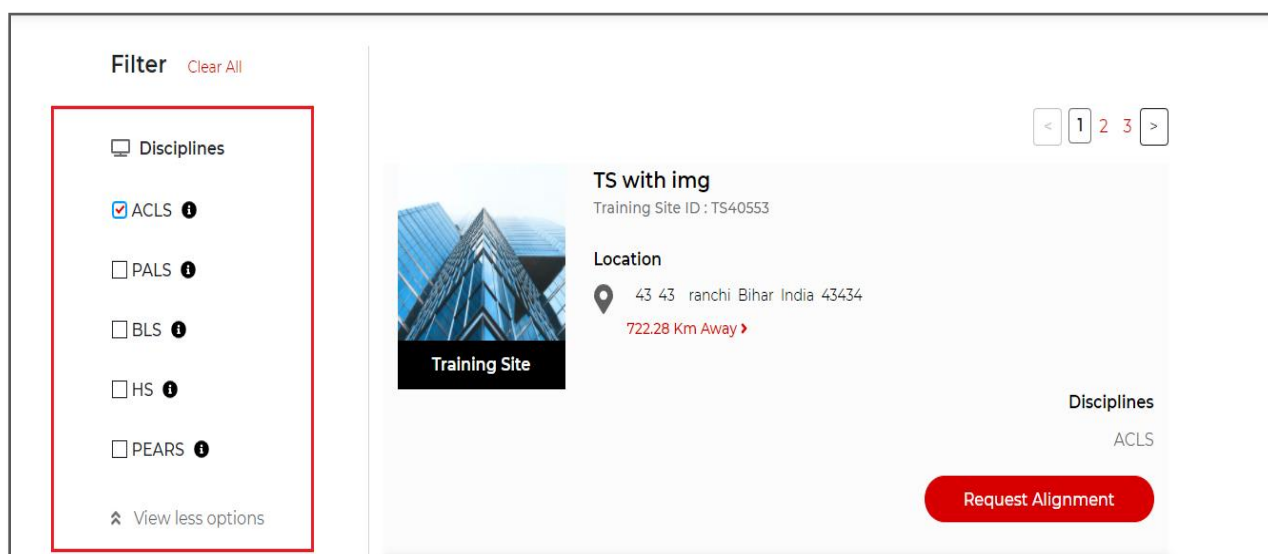 Filter Clear All
Disciplines
ACLS
PALS
BLS
HS
PEARS
View less options
< 1 2 3 >
TS with img
Training Site ID : TS40553
Location
43 43 ranchi Bihar India 43434
722.28 Km Away >
Training Site
Disciplines
ACLS
Request Alignment